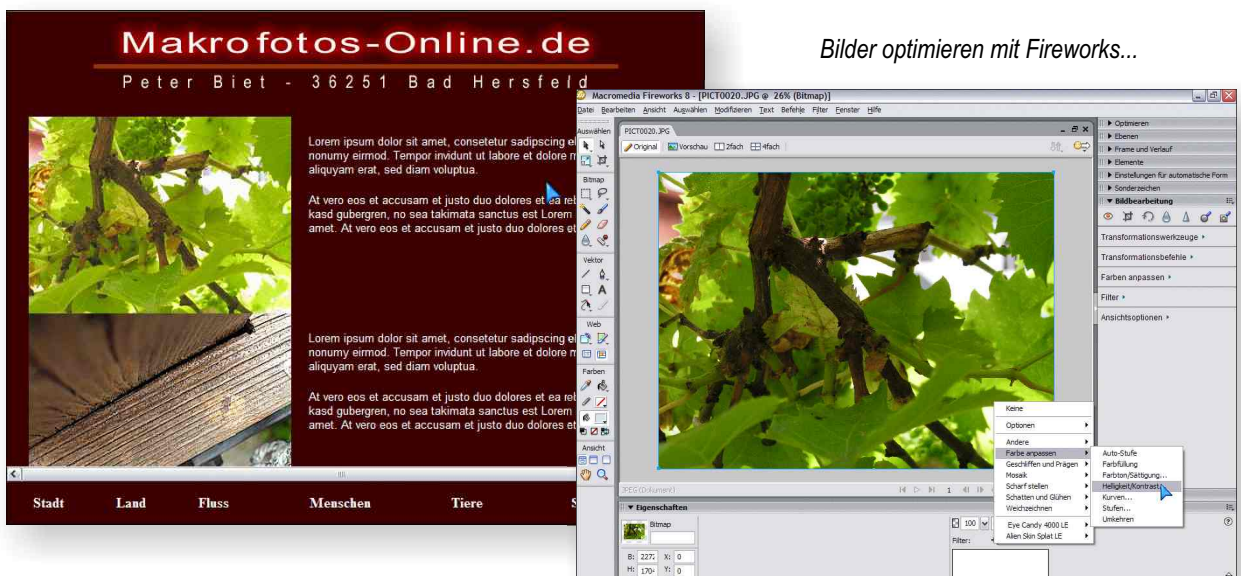 Makrofotos-Online.de
Peter Biet - 36251 Bad Hersfeld
Lorem ipsum dolor sit amet, consetetur sadipscing
nonumy eirmod. Tempor invidunt ut labore et dolore
aliquyam erat, sed diam voluptua.
At vero eos et accusam et justo duo dolores et ea
kasd gubergren, no sea takimata sanctus est Lorem
amet. At vero eos et accusam et justo duo dolores
Lorem ipsum dolor sit amet, consetetur sadipscing
nonumy eirmod. Tempor invidunt ut labore et dolore
aliquyam erat, sed diam voluptua.
At vero eos et accusam et justo duo dolores et ea
kasd gubergren, no sea takimata sanctus est Lorem
amet. At vero eos et accusam et justo duo dolores
Stadt Land Fluss Menschen Tiere
Bilder optimieren mit Fireworks...
Macromedia Fireworks 8 - [PICT0020.JPG @ 26% (Bitmap)]
Datei Bearbeiten Ansicht Auswählen Modifizieren Text Befehle Filter Fenster Hilfe
Auswählen
Bitmap
Vektor
Web
Farben
Ansicht
PICT0020.JPG
Original Vorschau 2fach 4fach
JPEG (Dokument)
1
Eigenschaften
Bitmap
B: X: 0
H: Y: 0
100
Filter:
Keine
Optionen
Andere
Farbe anpassen
Geschliffen und Prägen
Mosaik
Scharf stellen
Schatten und Glühen
Weichzeichnen
Eye Candy 4000 LE
Alien Skin Splat LE
Auto-Stufe
Farbfüllung
Farbton/Sättigung...
Helligkeit/Kontrast
Kurven...
Stufen...
Umkehren
Optimieren
Ebenen
Frame und Verlauf
Elemente
Einstellungen für automatische Form
Sonderzeichen
Bildbearbeitung
Transformationswerkzeuge
Transformationsbefehle
Farben anpassen
Filter
Ansichtsoptionen